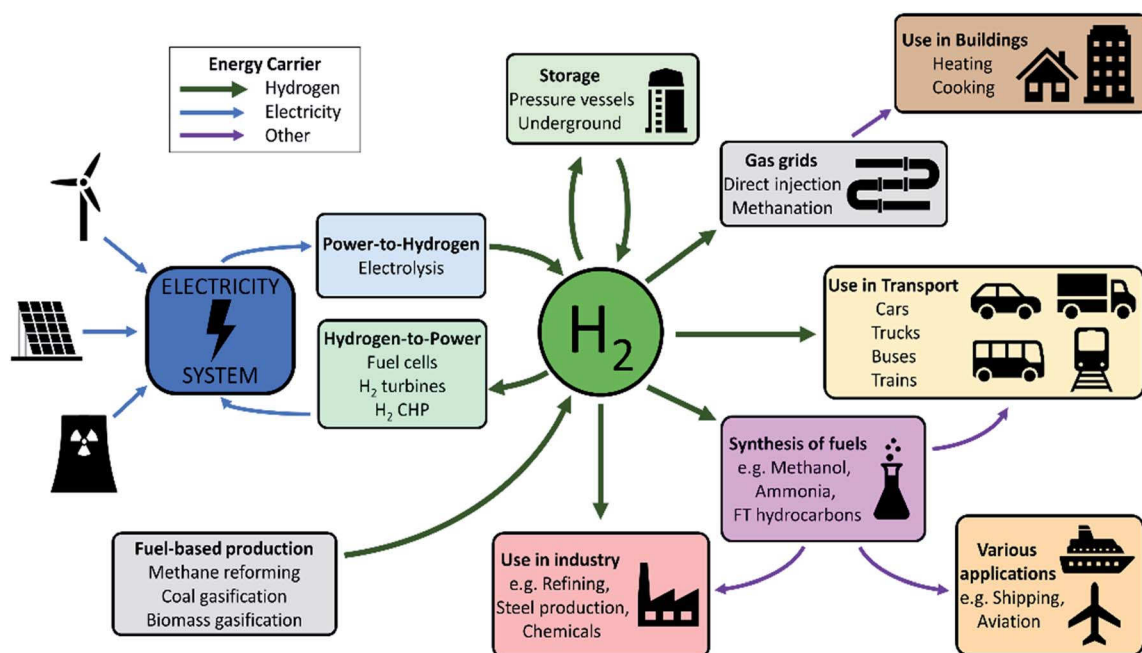 Energy Carrier
Hydrogen
Electricity
Other
Storage
Pressure vessels
Underground
Use in Buildings
Heating
Cooking
Gas grids
Direct injection
Methanation
Power-to-Hydrogen
Electrolysis
ELECTRICITY
SYSTEM
Hydrogen-to-Power
Fuel cells
H₂ turbines
H₂ CHP
H₂
Use in Transport
Cars
Trucks
Buses
Trains
Synthesis of fuels
e.g. Methanol,
Ammonia,
FT hydrocarbons
Fuel-based production
Methane reforming
Coal gasification
Biomass gasification
Use in industry
e.g. Refining,
Steel production,
Chemicals
Various
applications
e.g. Shipping,
Aviation